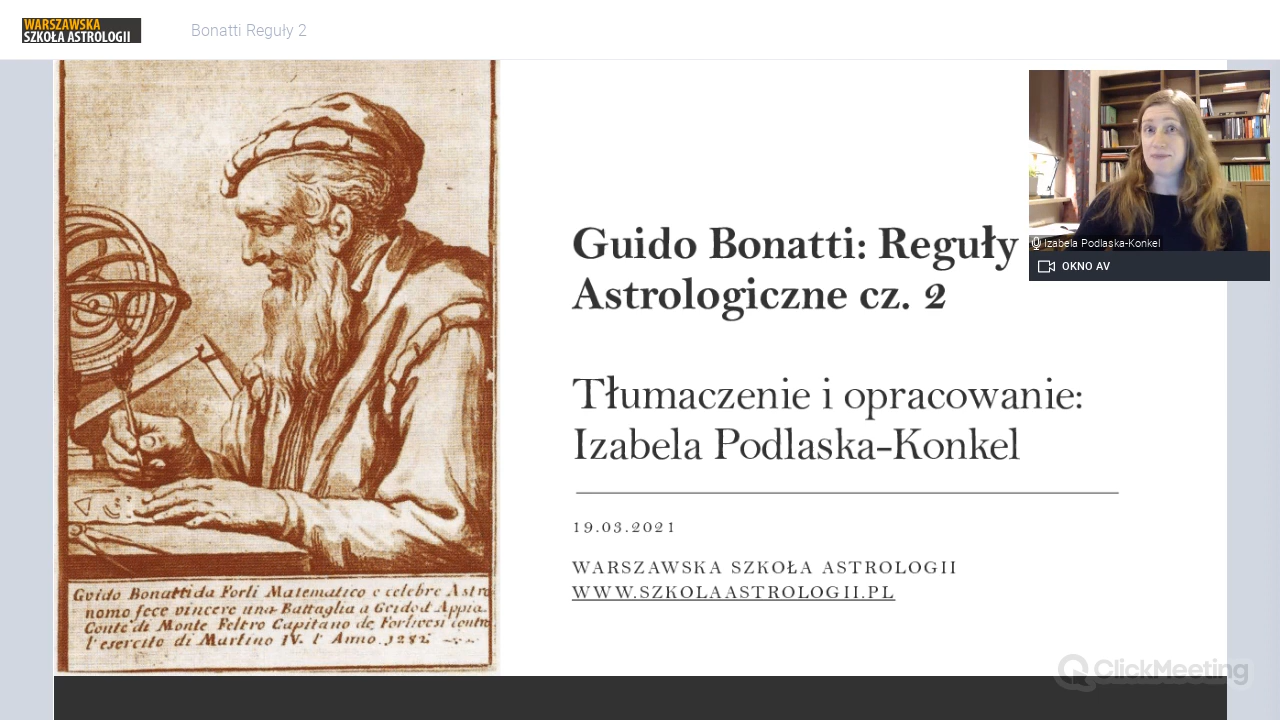 WARSZAWSKA
SZKOŁA ASTROLOGII
Bonatti Reguły 2
Izabela Podlaska-Konkel
OKNO AV
Guido Bonatti: Reguły
Astrologiczne cz. 2
Tłumaczenie i opracowanie:
Izabela Podlaska-Konkel
19.03.2021
WARSZAWSKA SZKOŁA ASTROLOGII
WWW.SZKOLAASTROLOGII.PL
Guido Bonatti da Forli Matematico e celebre Astro
nomo fece vincere una Battaglia a Guido d Appia
Conte di Monte Feltro Capitano de Forlivesi contro
l'esercito di Martino IV. l' Anno 1282
ClickMeeting